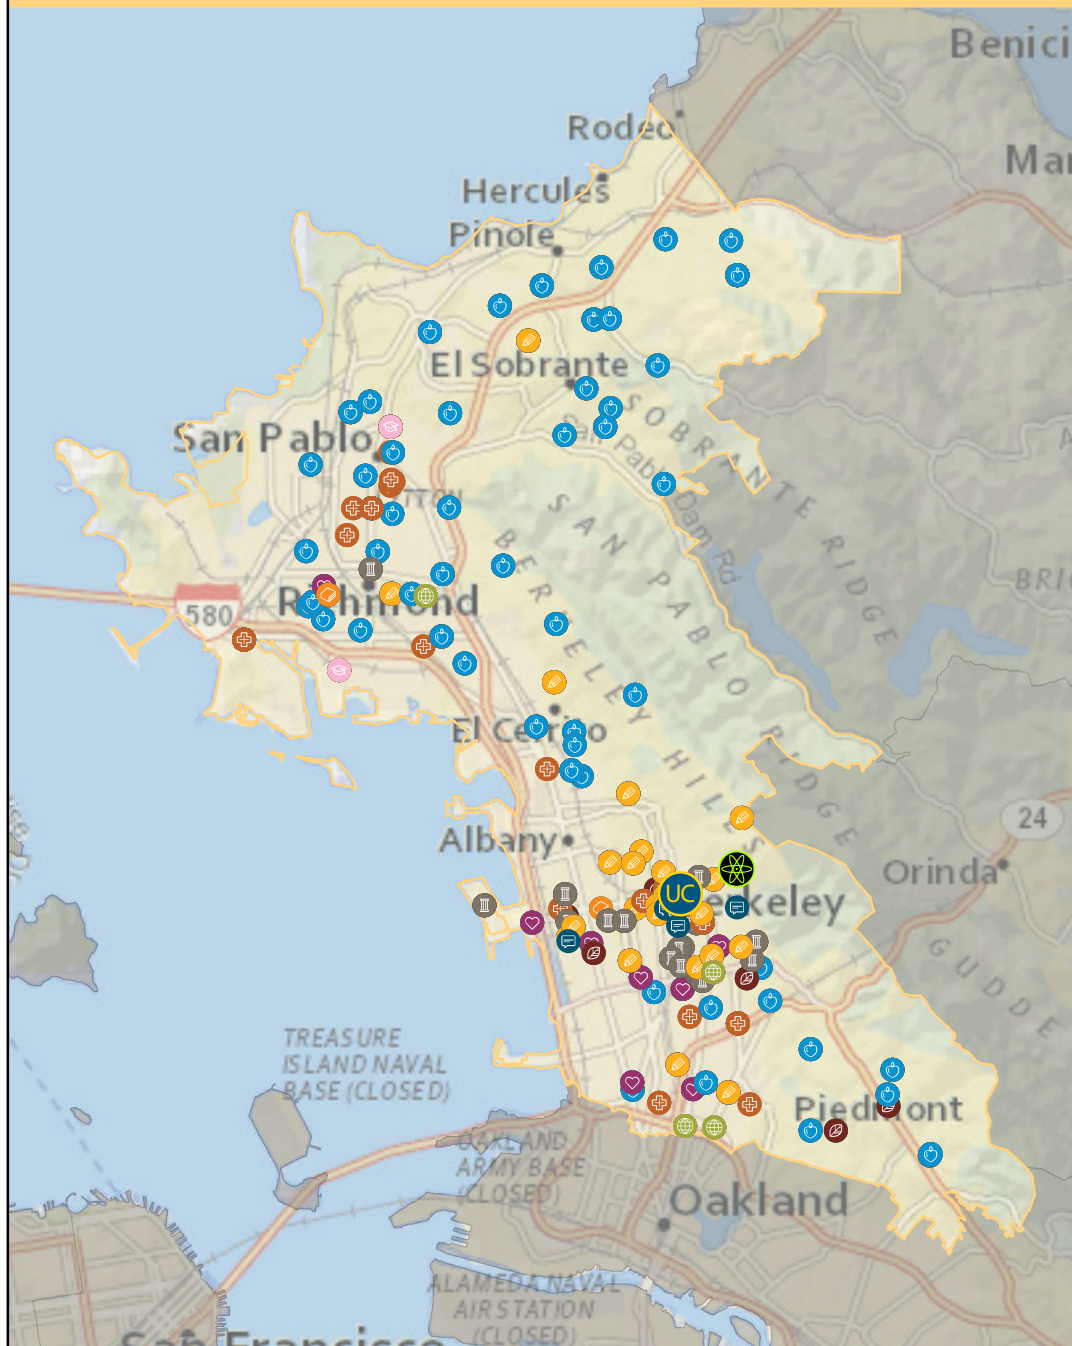 Benici
Rodeo
Mar
Hercules
Pinole
El Sobrante
San Pablo
SOBRANTE RIDGE
San Pablo Dam Rd
SAN PABLO RIDGE
BERKELEY HILLS
BRI
580
Richmond
El Cerrito
24
Albany
Orinda
UC
Berkeley
GUDDE
TREASURE
ISLAND NAVAL
BASE (CLOSED)
Piedmont
OAKLAND
ARMY BASE
(CLOSED)
Oakland
ALAMEDA NAVAL
AIR STATION
(CLOSED)
San Francisco